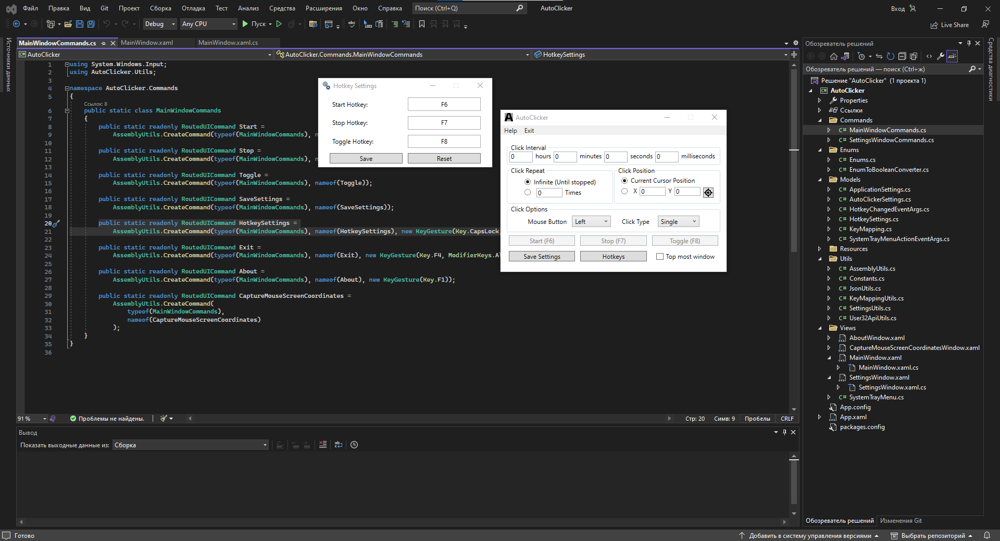 Файл Правка Вид Git Проект Сборка Отладка Тест Анализ Средства Расширения Окно Справка Поиск (Ctrl+Q) AutoClicker Вход
Debug Any CPU Пуск Live Share
Источники данных
MainWindowCommands.cs MainWindow.xaml MainWindow.xaml.cs
AutoClicker AutoClicker.Commands.MainWindowCommands HotkeySettings
1 using System.Windows.Input;
2 using AutoClicker.Utils;
3
4 namespace AutoClicker.Commands
5 {
Ссылок: 8
6 public static class MainWindowCommands
7 {
8 public static readonly RoutedUICommand Start =
9 AssemblyUtils.CreateCommand(typeof(MainWindowCommands), n
10
11 public static readonly RoutedUICommand Stop =
12 AssemblyUtils.CreateCommand(typeof(MainWindowCommands), n
13
14 public static readonly RoutedUICommand Toggle =
15 AssemblyUtils.CreateCommand(typeof(MainWindowCommands), nameof(Toggle));
16
17 public static readonly RoutedUICommand SaveSettings =
18 AssemblyUtils.CreateCommand(typeof(MainWindowCommands), nameof(SaveSettings));
19
20 public static readonly RoutedUICommand HotkeySettings =
21 AssemblyUtils.CreateCommand(typeof(MainWindowCommands), nameof(HotkeySettings), new KeyGesture(Key.CapsLock,
22
23 public static readonly RoutedUICommand Exit =
24 AssemblyUtils.CreateCommand(typeof(MainWindowCommands), nameof(Exit), new KeyGesture(Key.F4, ModifierKeys.Al
25
26 public static readonly RoutedUICommand About =
27 AssemblyUtils.CreateCommand(typeof(MainWindowCommands), nameof(About), new KeyGesture(Key.F1));
28
29 public static readonly RoutedUICommand CaptureMouseScreenCoordinates =
30 AssemblyUtils.CreateCommand(
31 typeof(MainWindowCommands),
32 nameof(CaptureMouseScreenCoordinates)
33 );
34 }
35 }
36
Hotkey Settings
Start Hotkey: F6
Stop Hotkey: F7
Toggle Hotkey: F8
Save Reset
AutoClicker
Help Exit
Click Interval
0 hours 0 minutes 0 seconds 0 milliseconds
Click Repeat
Infinite (Until stopped)
0 Times
Click Position
Current Cursor Position
X 0 Y 0
Click Options
Mouse Button Left Click Type Single
Start (F6) Stop (F7) Toggle (F8)
Save Settings Hotkeys Top most window
91 % Проблемы не найдены. Стр: 20 Симв: 9 Пробелы CRLF
Вывод
Показать выходные данные из: Сборка
Обозреватель решений
Обозреватель решений — поиск (Ctrl+ж)
Решение "AutoClicker" (1 проекта 1)
C# AutoClicker
Properties
Ссылки
Commands
C# MainWindowCommands.cs
C# SettingsWindowCommands.cs
Enums
C# Enums.cs
C# EnumToBooleanConverter.cs
Models
C# ApplicationSettings.cs
C# AutoClickerSettings.cs
C# HotkeyChangedEventArgs.cs
C# HotkeySettings.cs
C# KeyMapping.cs
C# SystemTrayMenuActionEventArgs.cs
Resources
Utils
C# AssemblyUtils.cs
C# Constants.cs
C# JsonUtils.cs
C# KeyMappingUtils.cs
C# SettingsUtils.cs
C# User32ApiUtils.cs
Views
AboutWindow.xaml
CaptureMouseScreenCoordinatesWindow.xaml
MainWindow.xaml
MainWindow.xaml.cs
SettingsWindow.xaml
SettingsWindow.xaml.cs
C# SystemTrayMenu.cs
App.config
App.xaml
packages.config
Обозреватель решений Изменения Git
Средства диагностики
Готово Добавить в систему управления версиями Выбрать репозиторий